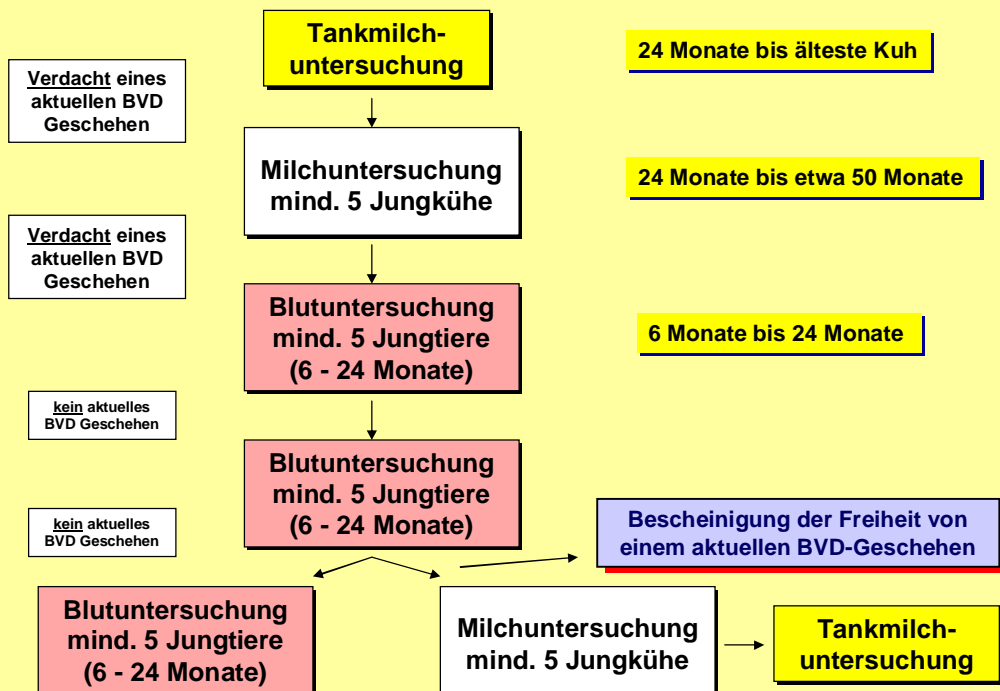 Tankmilch-
untersuchung
24 Monate bis älteste Kuh
Verdacht eines
aktuellen BVD
Geschehen
Milchuntersuchung
mind. 5 Jungkühe
24 Monate bis etwa 50 Monate
Verdacht eines
aktuellen BVD
Geschehen
Blutuntersuchung
mind. 5 Jungtiere
(6 - 24 Monate)
6 Monate bis 24 Monate
kein aktuelles
BVD Geschehen
Blutuntersuchung
mind. 5 Jungtiere
(6 - 24 Monate)
kein aktuelles
BVD Geschehen
Bescheinigung der Freiheit von
einem aktuellen BVD-Geschehen
Blutuntersuchung
mind. 5 Jungtiere
(6 - 24 Monate)
Milchuntersuchung
mind. 5 Jungkühe
Tankmilch-
untersuchung